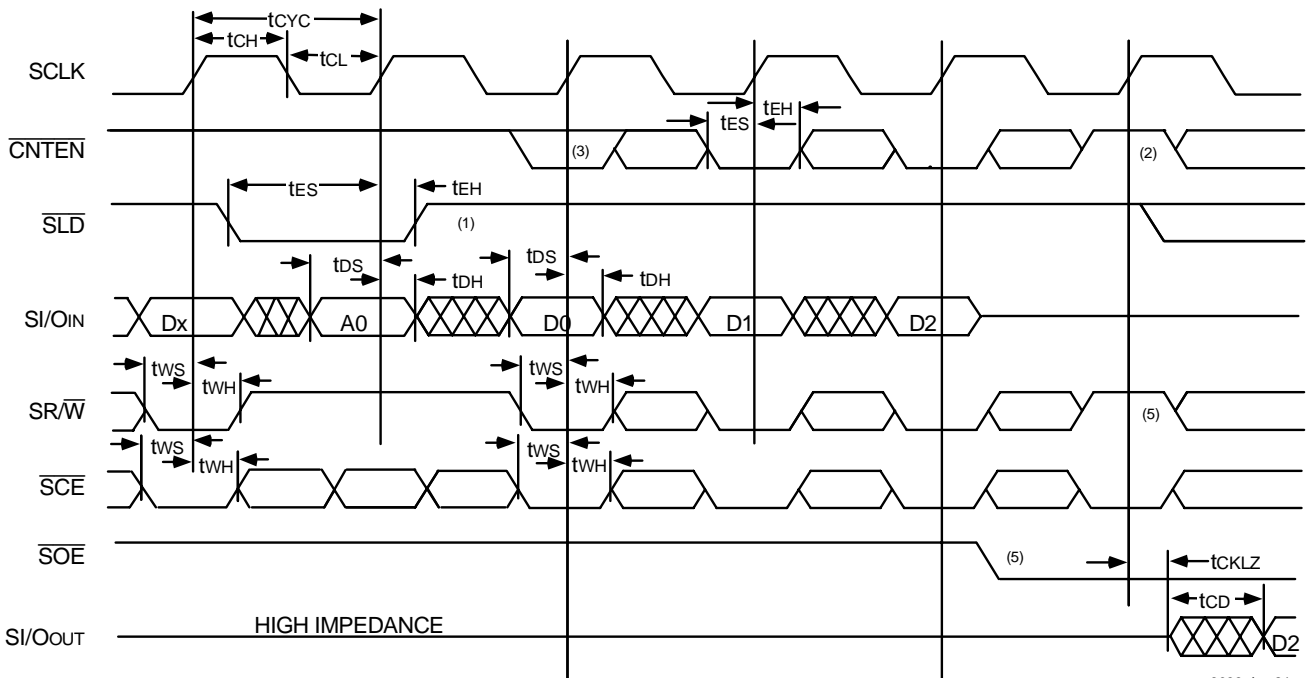 tCYC
tCH
tCL
SCLK
tES tEH
CNTEN (3) (2)
tES tEH
SLD (1)
tDS tDH tDS tDH
SI/OIN Dx A0 D0 D1 D2
tWS tWH tWS tWH
SR/W (5)
tWS tWH tWS tWH
SCE
SOE (5) tCKLZ
tCD
SI/OOUT HIGH IMPEDANCE D2